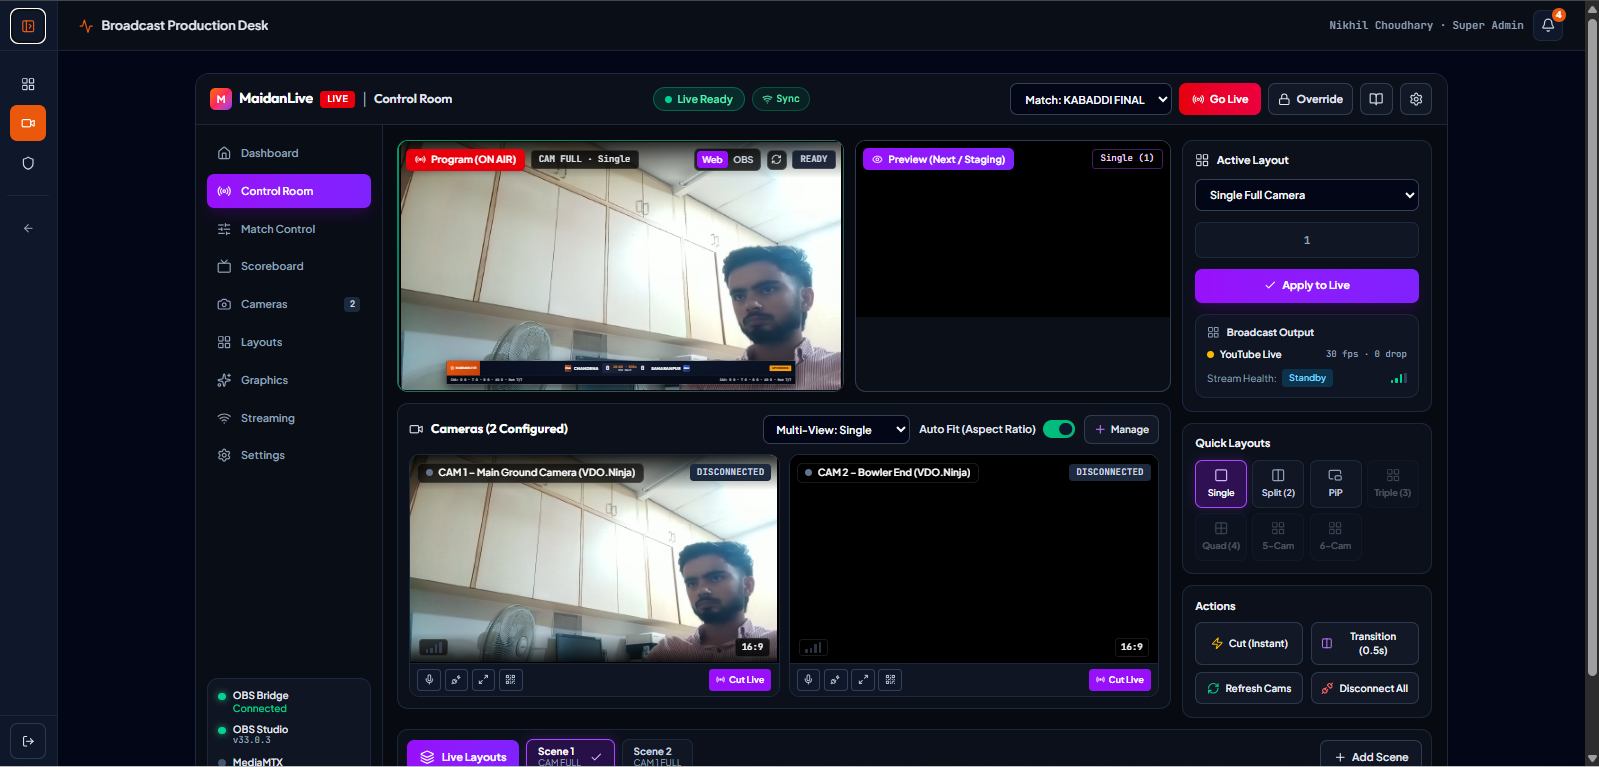 Broadcast Production Desk
Nikhil Choudhary · Super Admin
4
M MaidanLive LIVE | Control Room
Live Ready
Sync
Match: KABADDI FINAL
Go Live
Override
Dashboard
Control Room
Match Control
Scoreboard
Cameras 2
Layouts
Graphics
Streaming
Settings
OBS Bridge
Connected
OBS Studio
v33.0.3
MediaMTX
Program (ON AIR)
CAM FULL · Single
Web OBS
READY
CHANDERA 0
0 SAHARANPUR
Preview (Next / Staging)
Single (1)
Cameras (2 Configured)
Multi-View: Single
Auto Fit (Aspect Ratio)
+ Manage
CAM 1 – Main Ground Camera (VDO.Ninja)
DISCONNECTED
16:9
Cut Live
CAM 2 – Bowler End (VDO.Ninja)
DISCONNECTED
16:9
Cut Live
Live Layouts
Scene 1
CAM FULL
Scene 2
CAM 1 FULL
+ Add Scene
Active Layout
Single Full Camera
1
Apply to Live
Broadcast Output
YouTube Live
30 fps · 0 drop
Stream Health: Standby
Quick Layouts
Single
Split (2)
PiP
Triple (3)
Quad (4)
5-Cam
6-Cam
Actions
Cut (Instant)
Transition
(0.5s)
Refresh Cams
Disconnect All